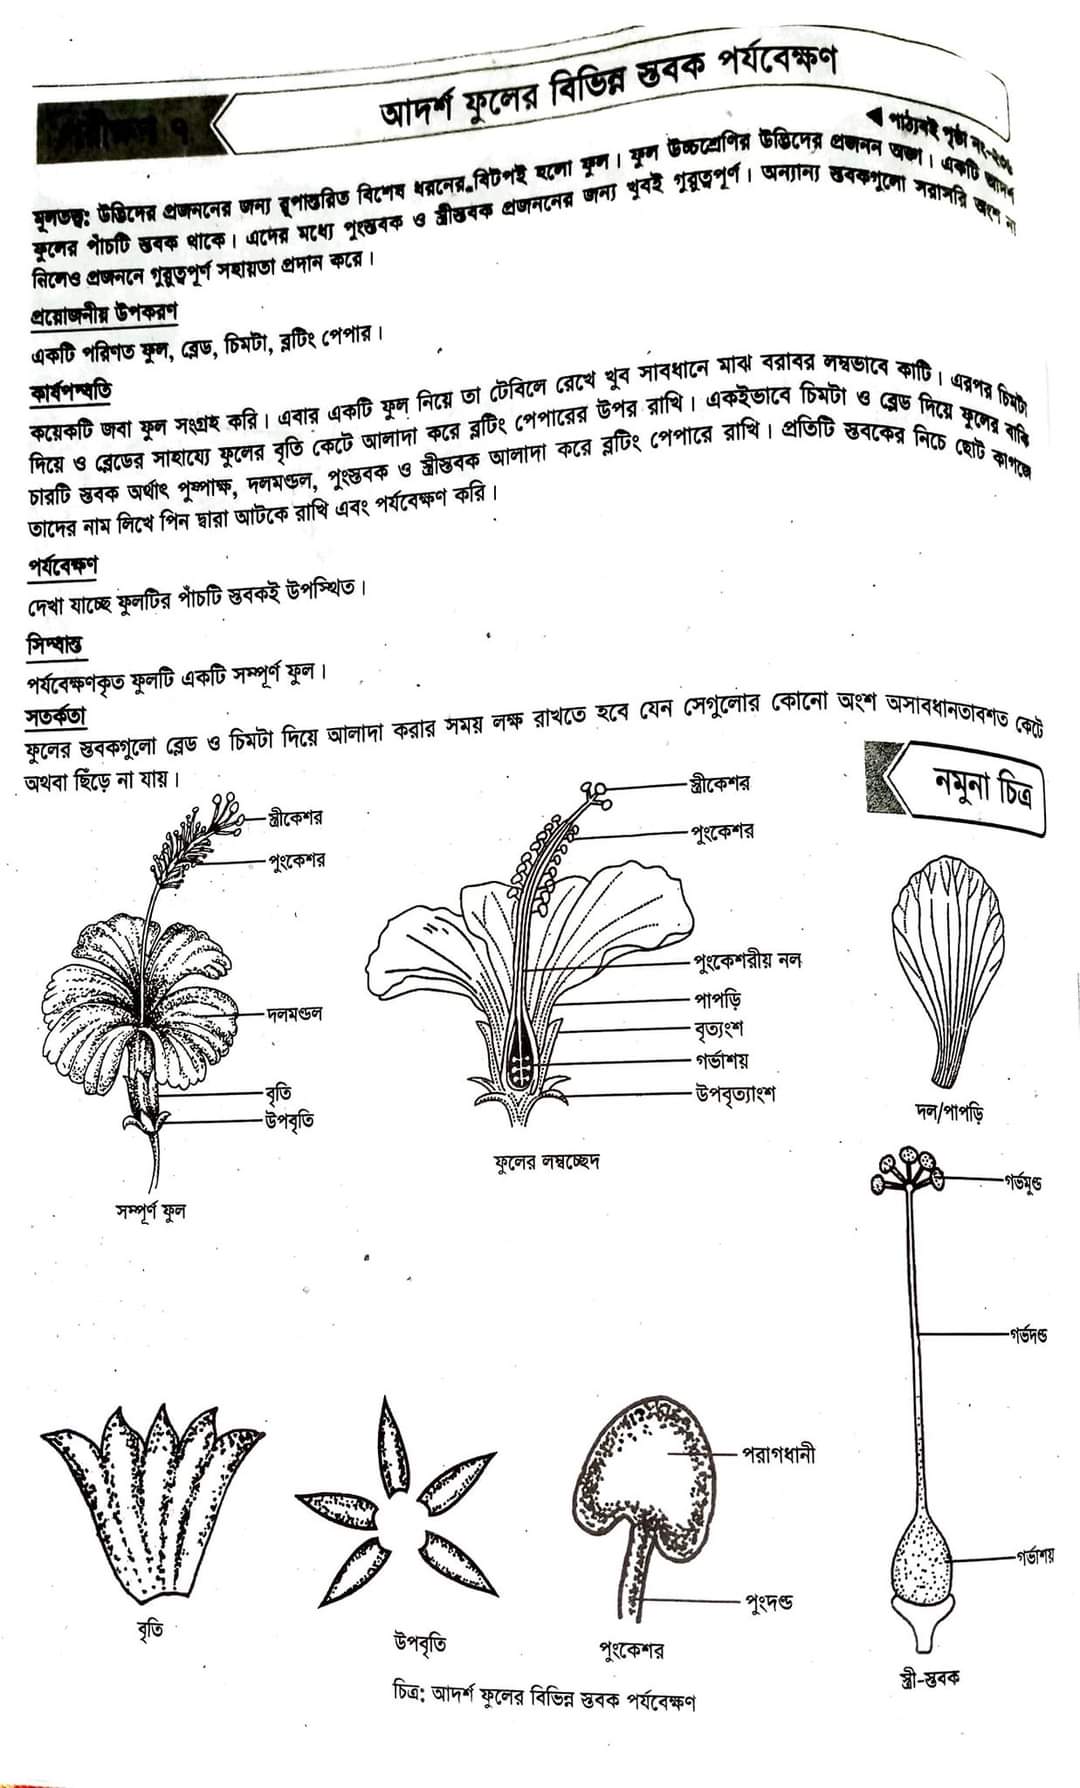 আদর্শ ফুলের বিভিন্ন স্তবক পর্যবেক্ষণ
◀ পাঠ্যবই পৃষ্ঠা নং-
মূলতত্ত্ব: উদ্ভিদের প্রজননের জন্য রূপান্তরিত বিশেষ ধরনের বিটপই হলো ফুল। ফুল উচ্চশ্রেণির উদ্ভিদের প্রজনন অঙ্গ। একটি আদর্শ
ফুলের পাঁচটি স্তবক থাকে। এদের মধ্যে পুংস্তবক ও স্ত্রীস্তবক প্রজননের জন্য খুবই গুরুত্বপূর্ণ। অন্যান্য স্তবকগুলো সরাসরি অংশ না
নিলেও প্রজননে গুরুত্বপূর্ণ সহায়তা প্রদান করে।
প্রয়োজনীয় উপকরণ
একটি পরিণত ফুল, ব্লেড, চিমটা, ব্লটিং পেপার।
কার্যপদ্ধতি
কয়েকটি জবা ফুল সংগ্রহ করি। এবার একটি ফুল নিয়ে তা টেবিলে রেখে খুব সাবধানে মাঝ বরাবর লম্বভাবে কাটি। এরপর চিমটা
দিয়ে ও ব্লেডের সাহায্যে ফুলের বৃতি কেটে আলাদা করে ব্লটিং পেপারের উপর রাখি। একইভাবে চিমটা ও ব্লেড দিয়ে ফুলের বাকি
চারটি স্তবক অর্থাৎ পুষ্পাক্ষ, দলমণ্ডল, পুংস্তবক ও স্ত্রীস্তবক আলাদা করে ব্লটিং পেপারে রাখি। প্রতিটি স্তবকের নিচে ছোট কাগজে
তাদের নাম লিখে পিন দ্বারা আটকে রাখি এবং পর্যবেক্ষণ করি।
পর্যবেক্ষণ
দেখা যাচ্ছে ফুলটির পাঁচটি স্তবকই উপস্থিত।
সিদ্ধান্ত
পর্যবেক্ষণকৃত ফুলটি একটি সম্পূর্ণ ফুল।
সতর্কতা
ফুলের স্তবকগুলো ব্লেড ও চিমটা দিয়ে আলাদা করার সময় লক্ষ রাখতে হবে যেন সেগুলোর কোনো অংশ অসাবধানতাবশত কেটে
অথবা ছিঁড়ে না যায়।
নমুনা চিত্র
স্ত্রীকেশর
পুংকেশর
দলমণ্ডল
বৃতি
উপবৃতি
সম্পূর্ণ ফুল
স্ত্রীকেশর
পুংকেশর
পুংকেশরীয় নল
পাপড়ি
বৃত্যংশ
গর্ভাশয়
উপবৃত্যাংশ
ফুলের লম্বচ্ছেদ
দল/পাপড়ি
গর্ভমুণ্ড
গর্ভদণ্ড
গর্ভাশয়
স্ত্রী-স্তবক
বৃতি
উপবৃতি
পরাগধানী
পুংদণ্ড
পুংকেশর
চিত্র: আদর্শ ফুলের বিভিন্ন স্তবক পর্যবেক্ষণ